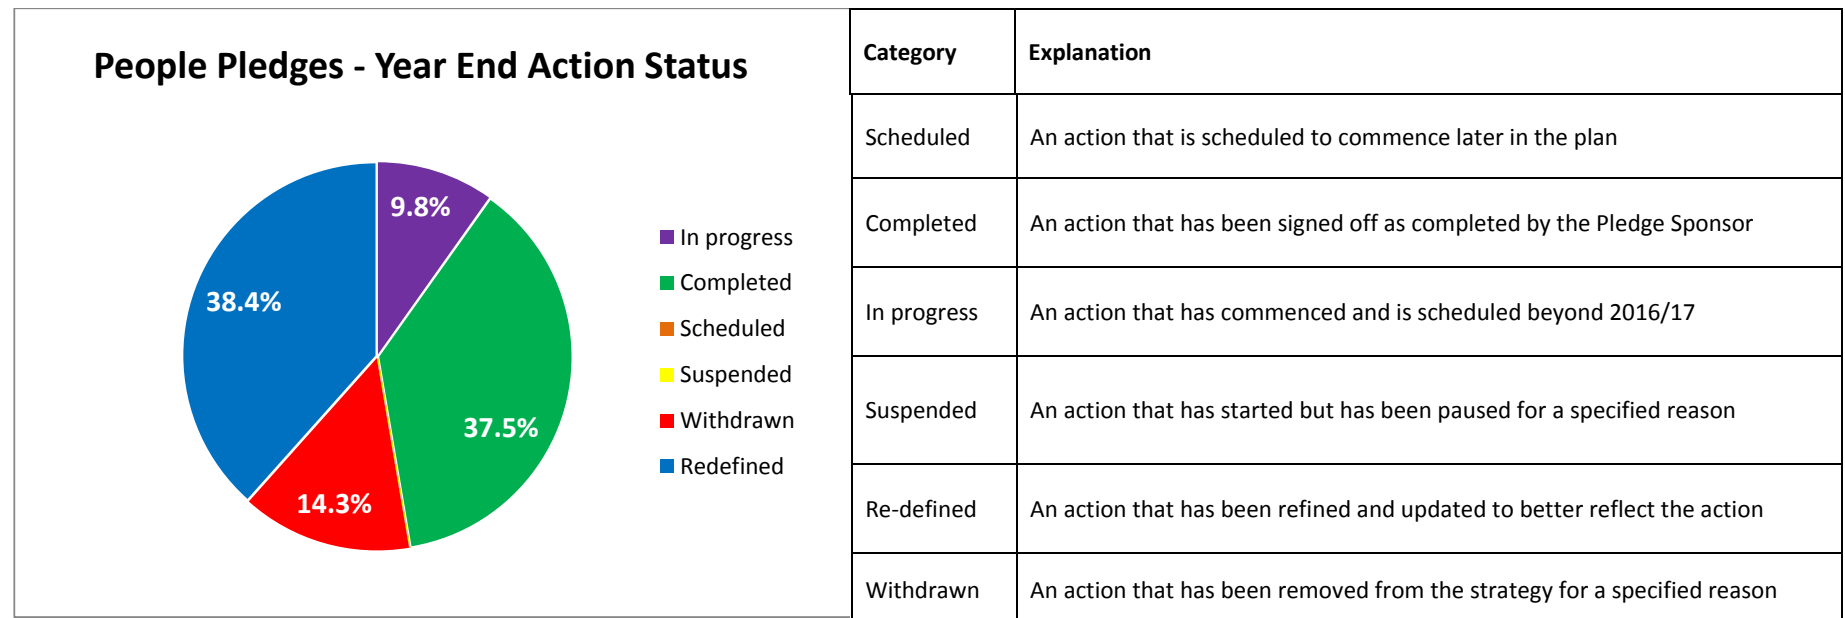 People Pledges - Year End Action Status
9.8%
38.4%
37.5%
14.3%
In progress
Completed
Scheduled
Suspended
Withdrawn
Redefined
Category Explanation
Scheduled An action that is scheduled to commence later in the plan
Completed An action that has been signed off as completed by the Pledge Sponsor
In progress An action that has commenced and is scheduled beyond 2016/17
Suspended An action that has started but has been paused for a specified reason
Re-defined An action that has been refined and updated to better reflect the action
Withdrawn An action that has been removed from the strategy for a specified reason